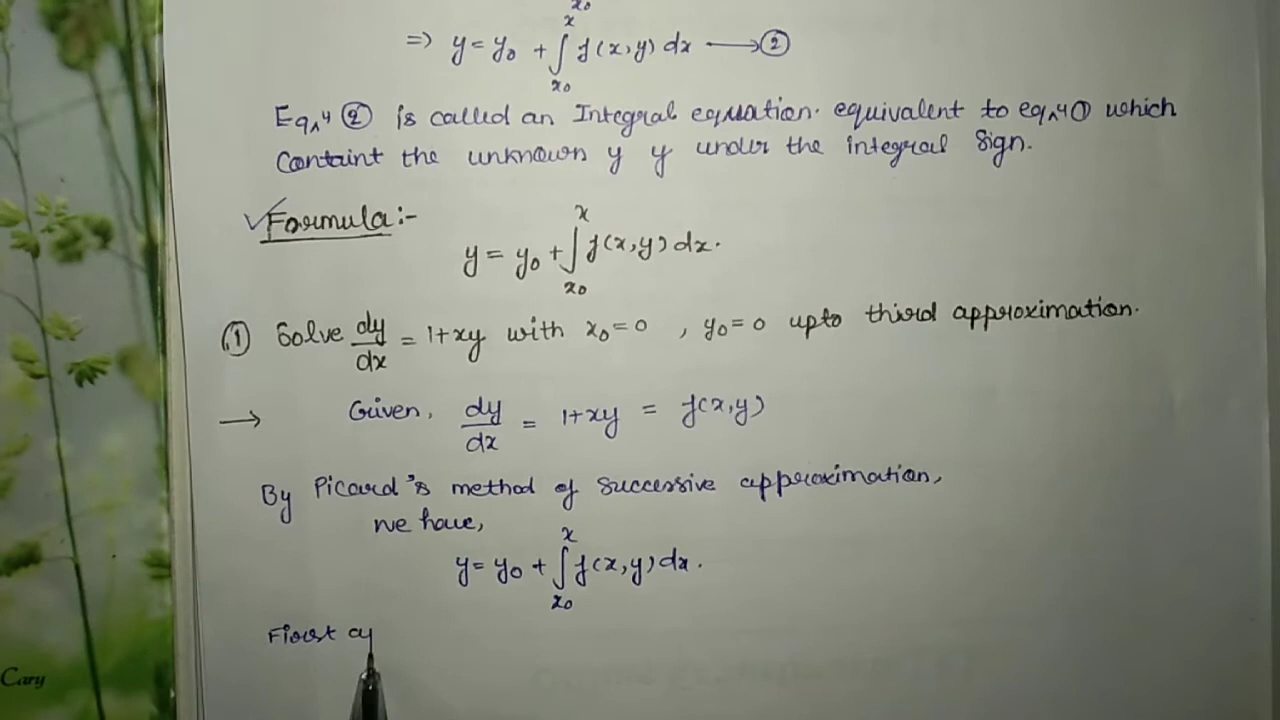 x0
=> y = y0 + ∫ x x0 f(x,y) dx ⟶ ②
Eqn ② is called an Integral equation. equivalent to eqn ① which
Containt the unknown y y under the integral sign.
✓Formula:-
y = y0 + ∫ x x0 f(x,y) dx.
① Solve dy/dx = 1+xy with x0=0 , y0=0 upto third approximation.
→ Given, dy/dx = 1+xy = f(x,y)
By Picard's method of successive approximation,
we have,
y = y0 + ∫ x x0 f(x,y) dx.
First ap
Cary